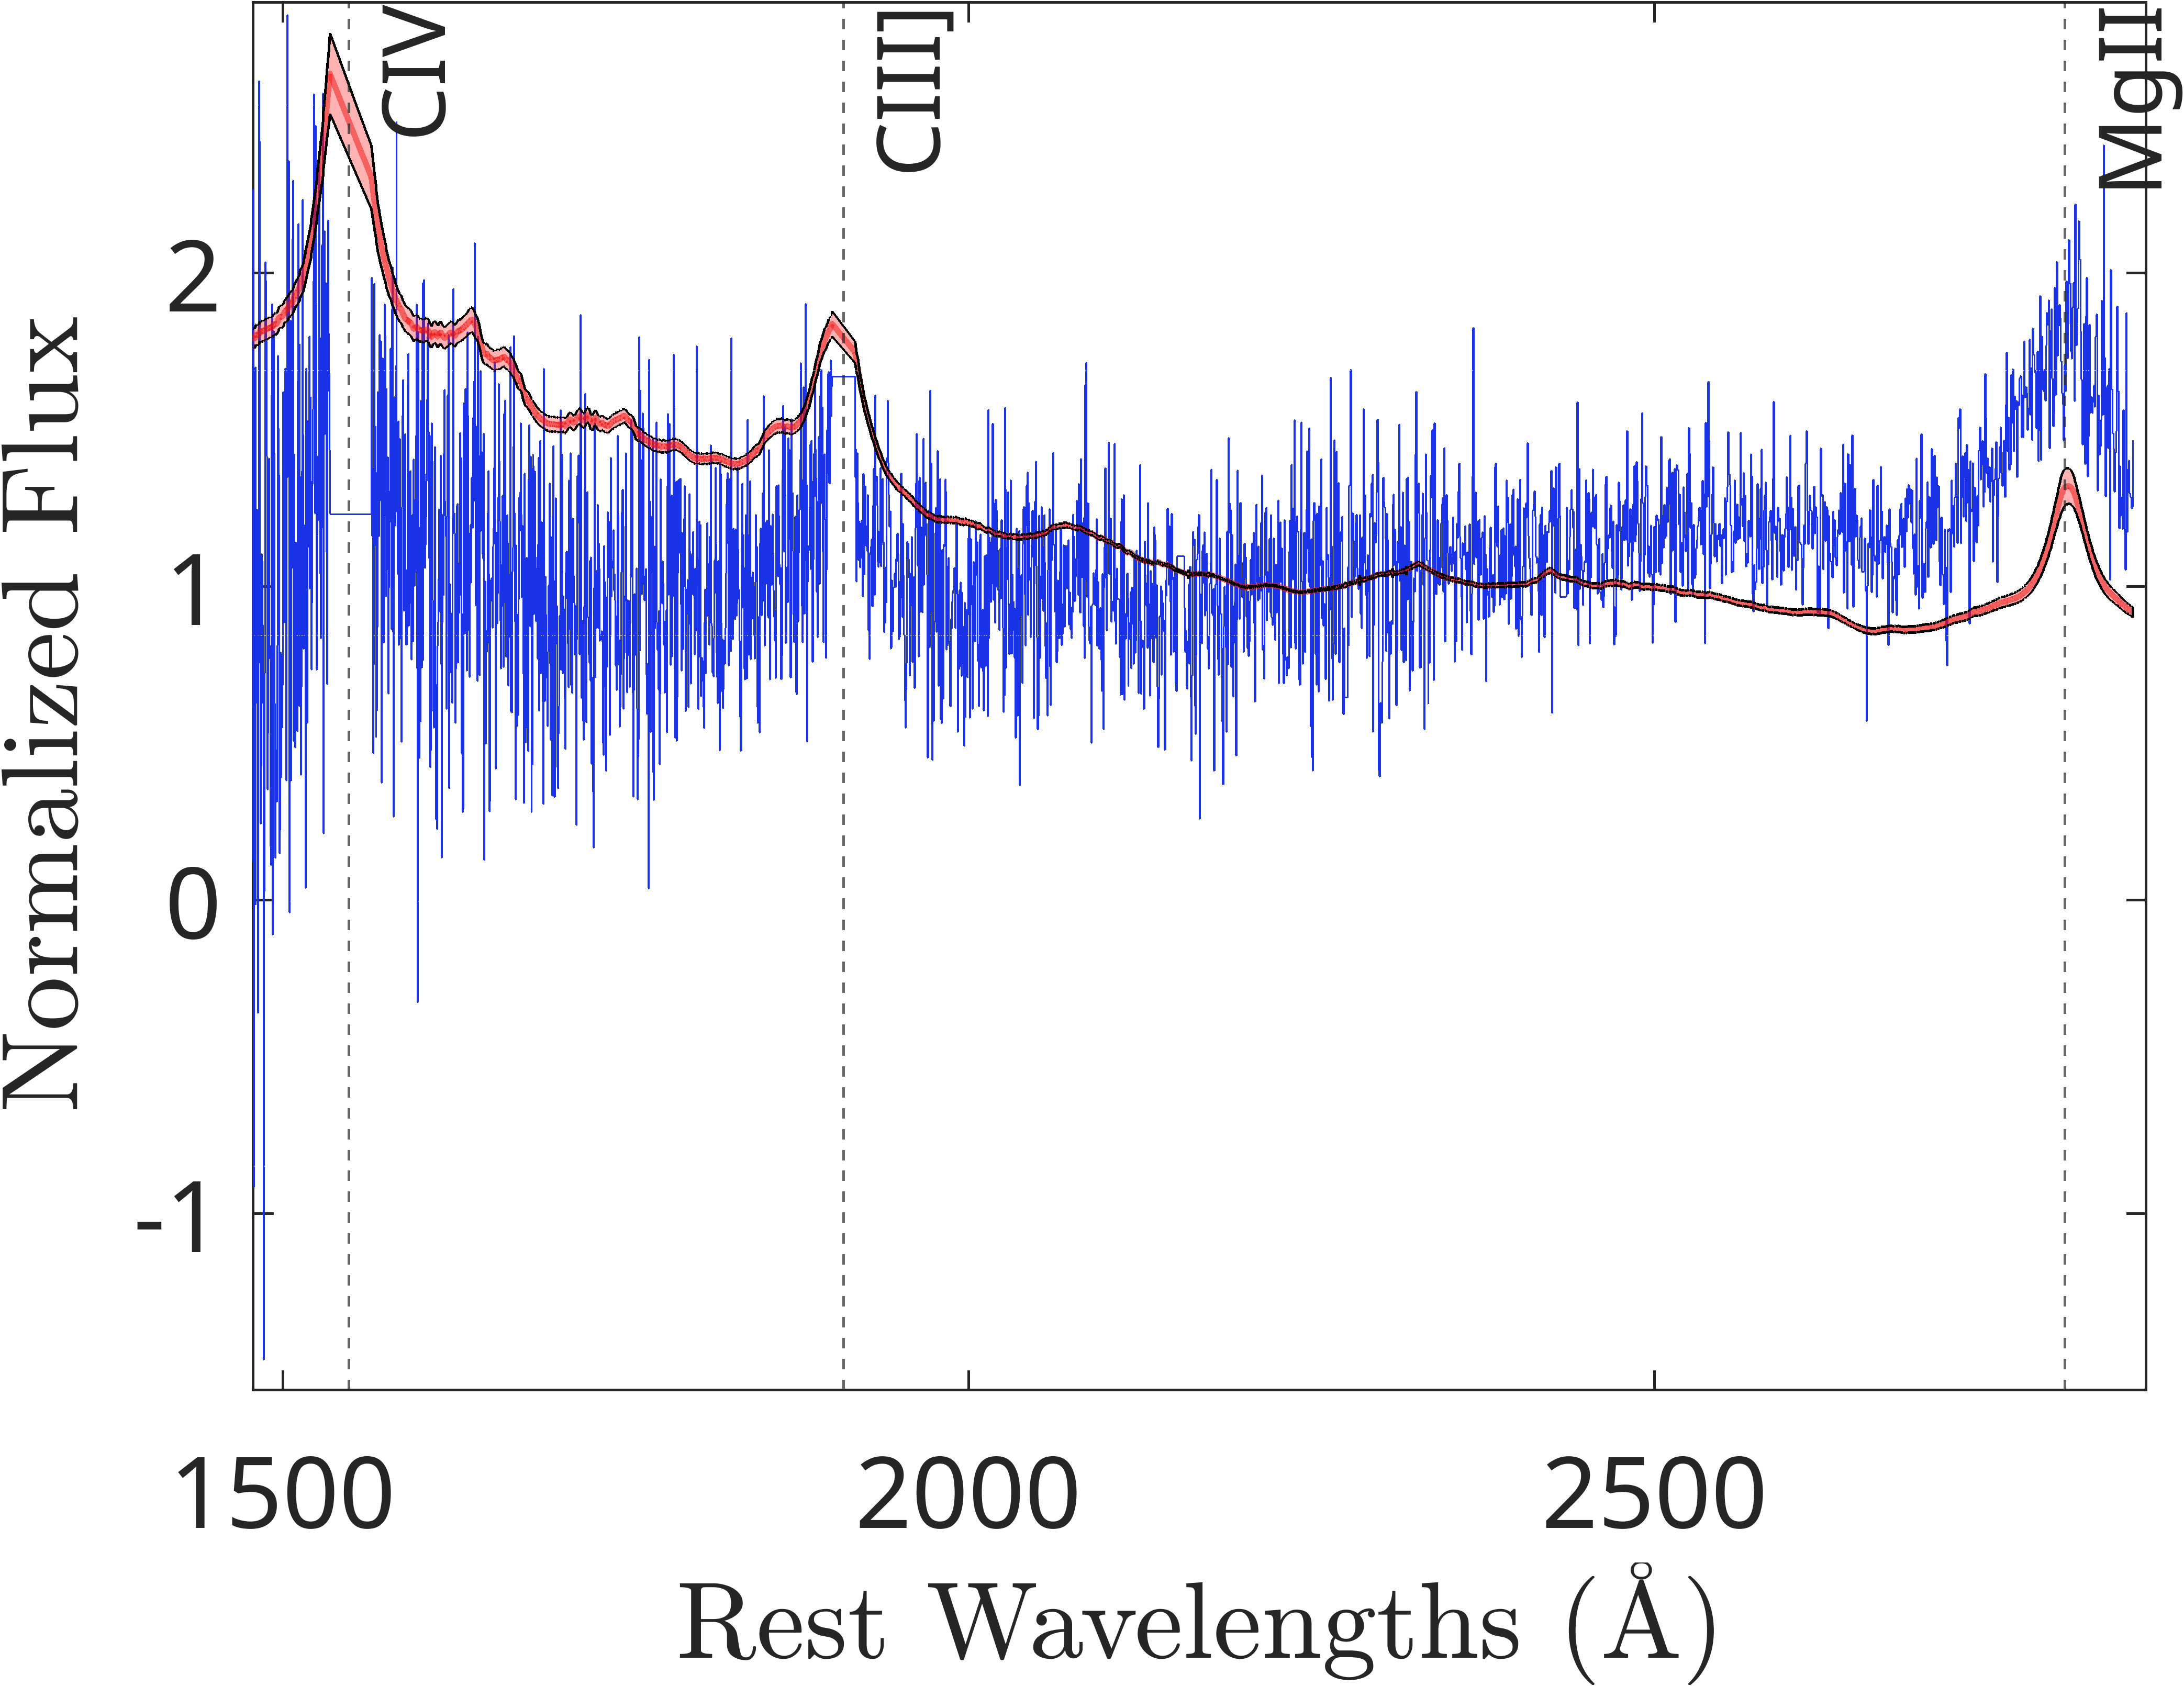 CIV
CIII]
MgII
Normalized Flux
2
1
0
-1
1500
2000
2500
Rest Wavelengths (Å)